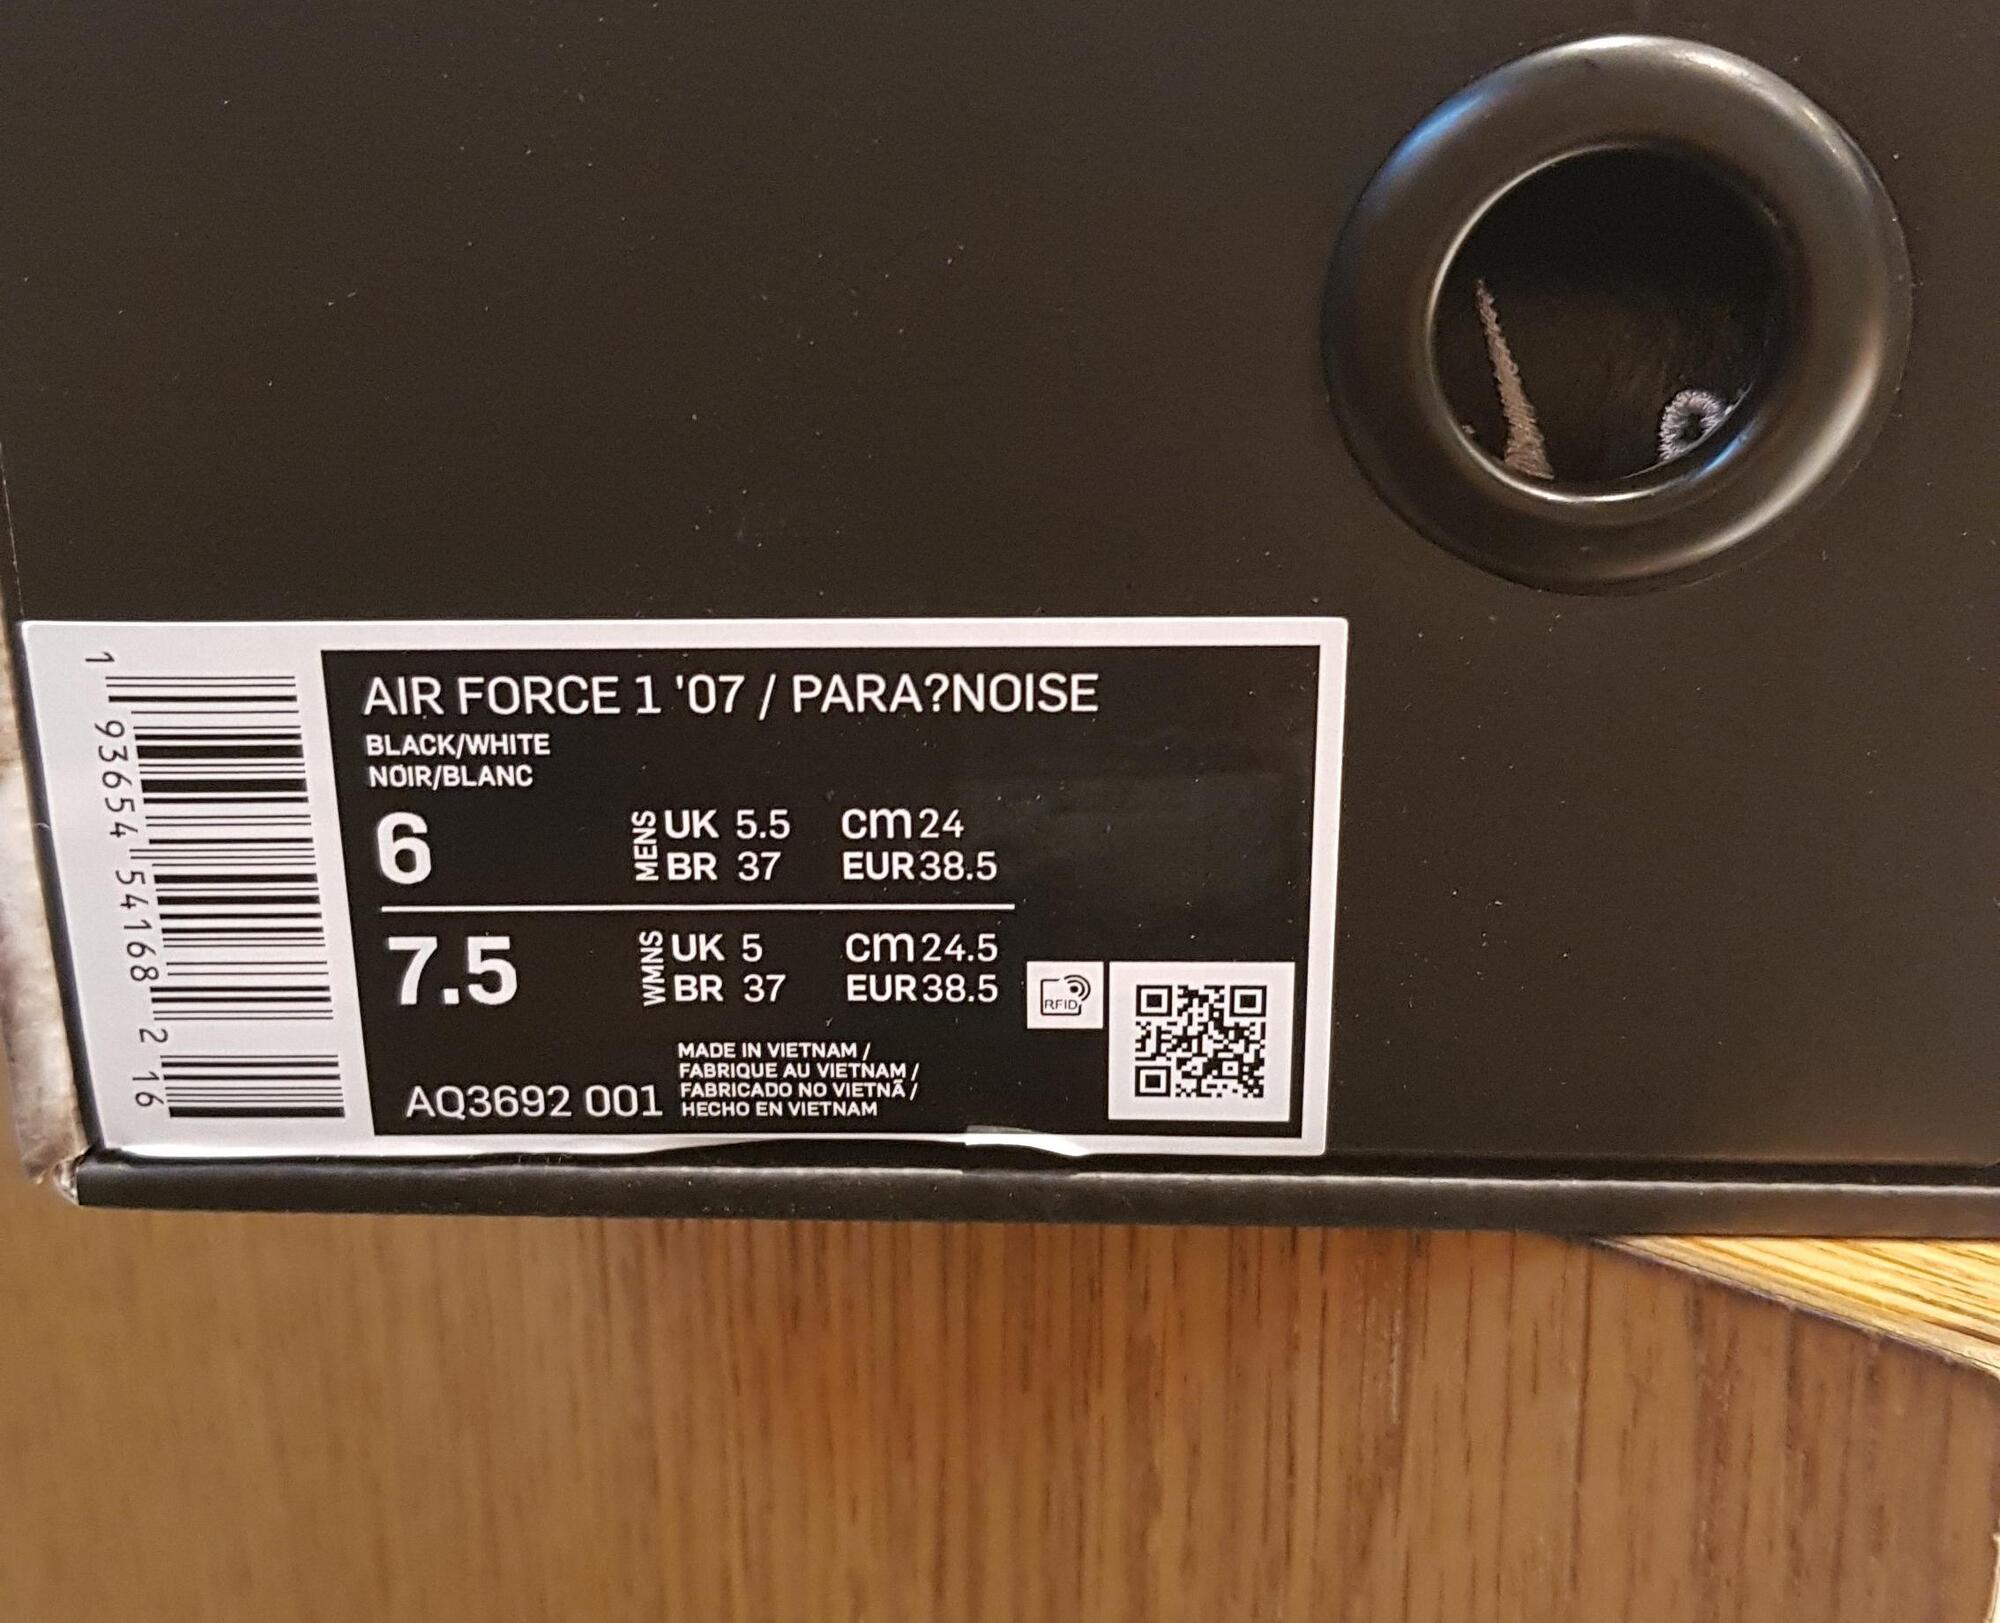 AIR FORCE 1 '07 / PARA?NOISE
BLACK/WHITE
NOIR/BLANC
6
MENS
UK 5.5 cm 24
BR 37 EUR 38.5
7.5
WMNS
UK 5 cm 24.5
BR 37 EUR 38.5
RFID
MADE IN VIETNAM /
FABRIQUE AU VIETNAM /
FABRICADO NO VIETNÃ /
HECHO EN VIETNAM
AQ3692 001
1 93654 54168 2 16